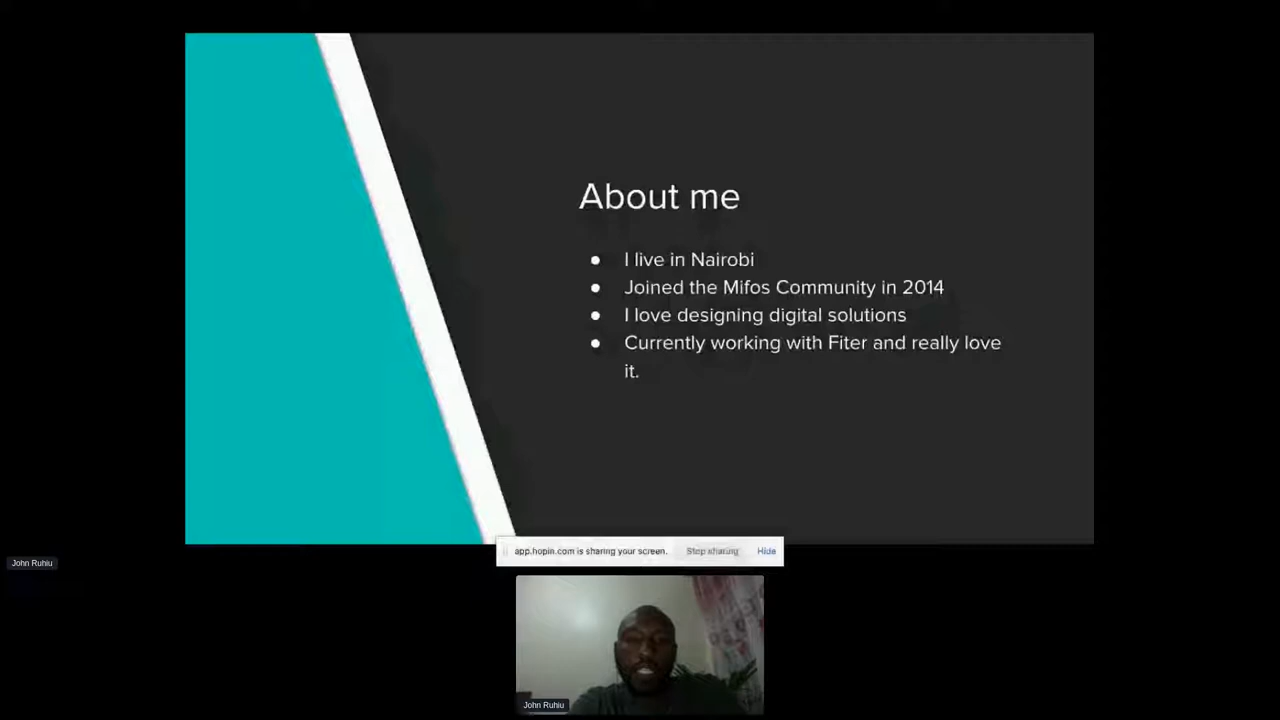 About me
● I live in Nairobi
● Joined the Mifos Community in 2014
● I love designing digital solutions
● Currently working with Fiter and really love
it.
app.hopin.com is sharing your screen. Stop sharing Hide
John Ruhiu
John Ruhiu